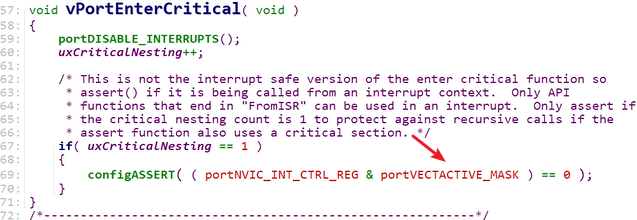 57: void vPortEnterCritical( void )
58: {
59: portDISABLE_INTERRUPTS();
60: uxCriticalNesting++;
61:
62: /* This is not the interrupt safe version of the enter critical function so
63: * assert() if it is being called from an interrupt context. Only API
64: * functions that end in "FromISR" can be used in an interrupt. Only assert if
65: * the critical nesting count is 1 to protect against recursive calls if the
66: * assert function also uses a critical section. */
67: if( uxCriticalNesting == 1 )
68: {
69: configASSERT( ( portNVIC_INT_CTRL_REG & portVECTACTIVE_MASK ) == 0 );
70: }
71: }
72: /*-----------------------------------------------------------*/